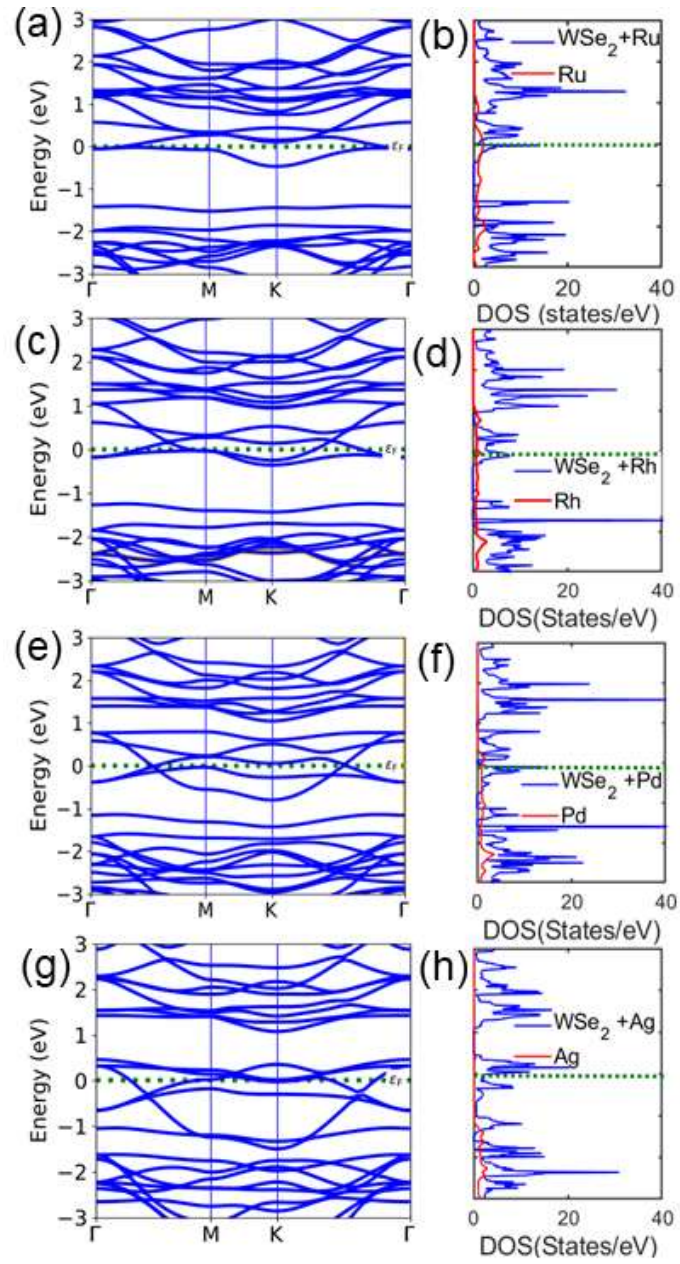 (a)
Energy (eV)
3
2
1
0
−1
−2
−3
Γ
M
K
Γ
εF
(b)
WSe2+Ru
Ru
0
20
40
DOS (states/eV)
(c)
Energy (eV)
3
2
1
0
−1
−2
−3
Γ
M
K
Γ
εF
(d)
WSe2 +Rh
Rh
0
20
40
DOS(States/eV)
(e)
Energy (eV)
3
2
1
0
−1
−2
−3
Γ
M
K
Γ
εF
(f)
WSe2 +Pd
Pd
0
20
40
DOS(States/eV)
(g)
Energy (eV)
3
2
1
0
−1
−2
−3
Γ
M
K
Γ
εF
(h)
WSe2 +Ag
Ag
0
20
40
DOS(States/eV)